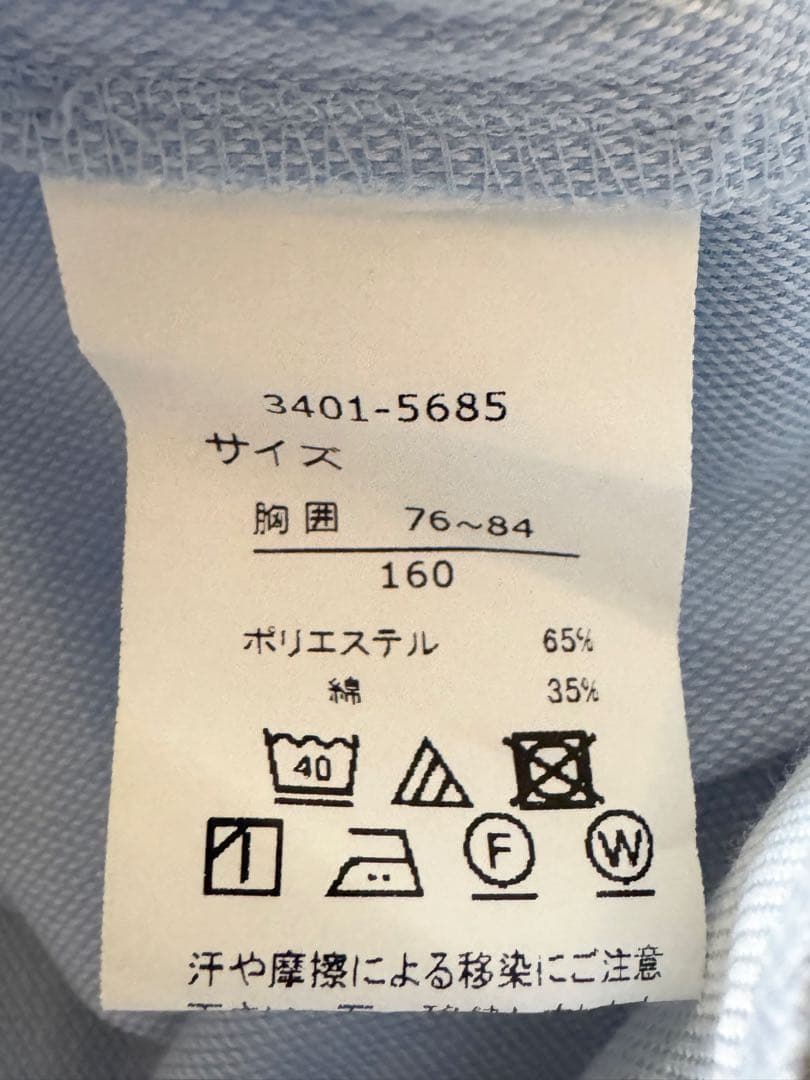 3401-5685
サイズ
胸囲 76~84
160
ポリエステル 65%
綿 35%
40
F W
汗や摩擦による移染にご注意